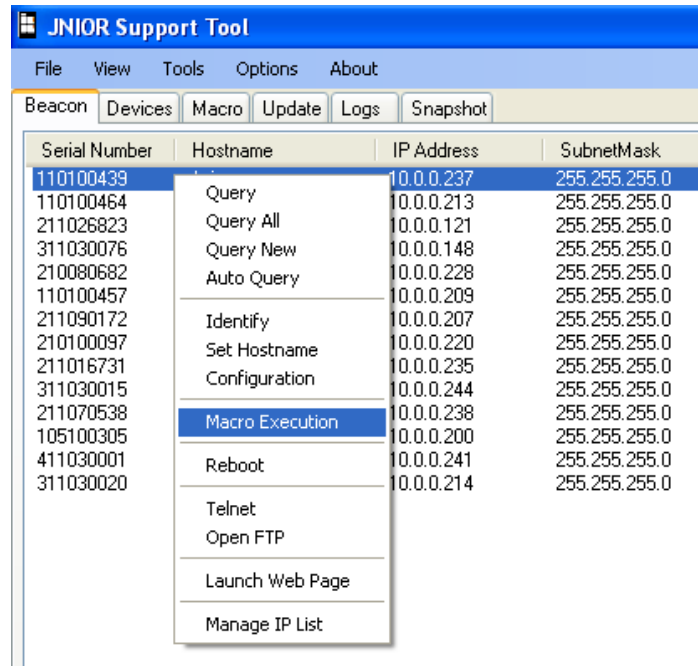 JNIOR Support Tool
File View Tools Options About
Beacon Devices Macro Update Logs Snapshot
Serial Number Hostname IP Address SubnetMask
110100439 10.0.0.237 255.255.255.0
110100464 10.0.0.213 255.255.255.0
211026823 10.0.0.121 255.255.255.0
311030076 10.0.0.148 255.255.255.0
210080682 10.0.0.228 255.255.255.0
110100457 10.0.0.209 255.255.255.0
211090172 10.0.0.207 255.255.255.0
210100097 10.0.0.220 255.255.255.0
211016731 10.0.0.235 255.255.255.0
311030015 10.0.0.244 255.255.255.0
211070538 10.0.0.238 255.255.255.0
105100305 10.0.0.200 255.255.255.0
411030001 10.0.0.241 255.255.255.0
311030020 10.0.0.214 255.255.255.0
Query
Query All
Query New
Auto Query
Identify
Set Hostname
Configuration
Macro Execution
Reboot
Telnet
Open FTP
Launch Web Page
Manage IP List